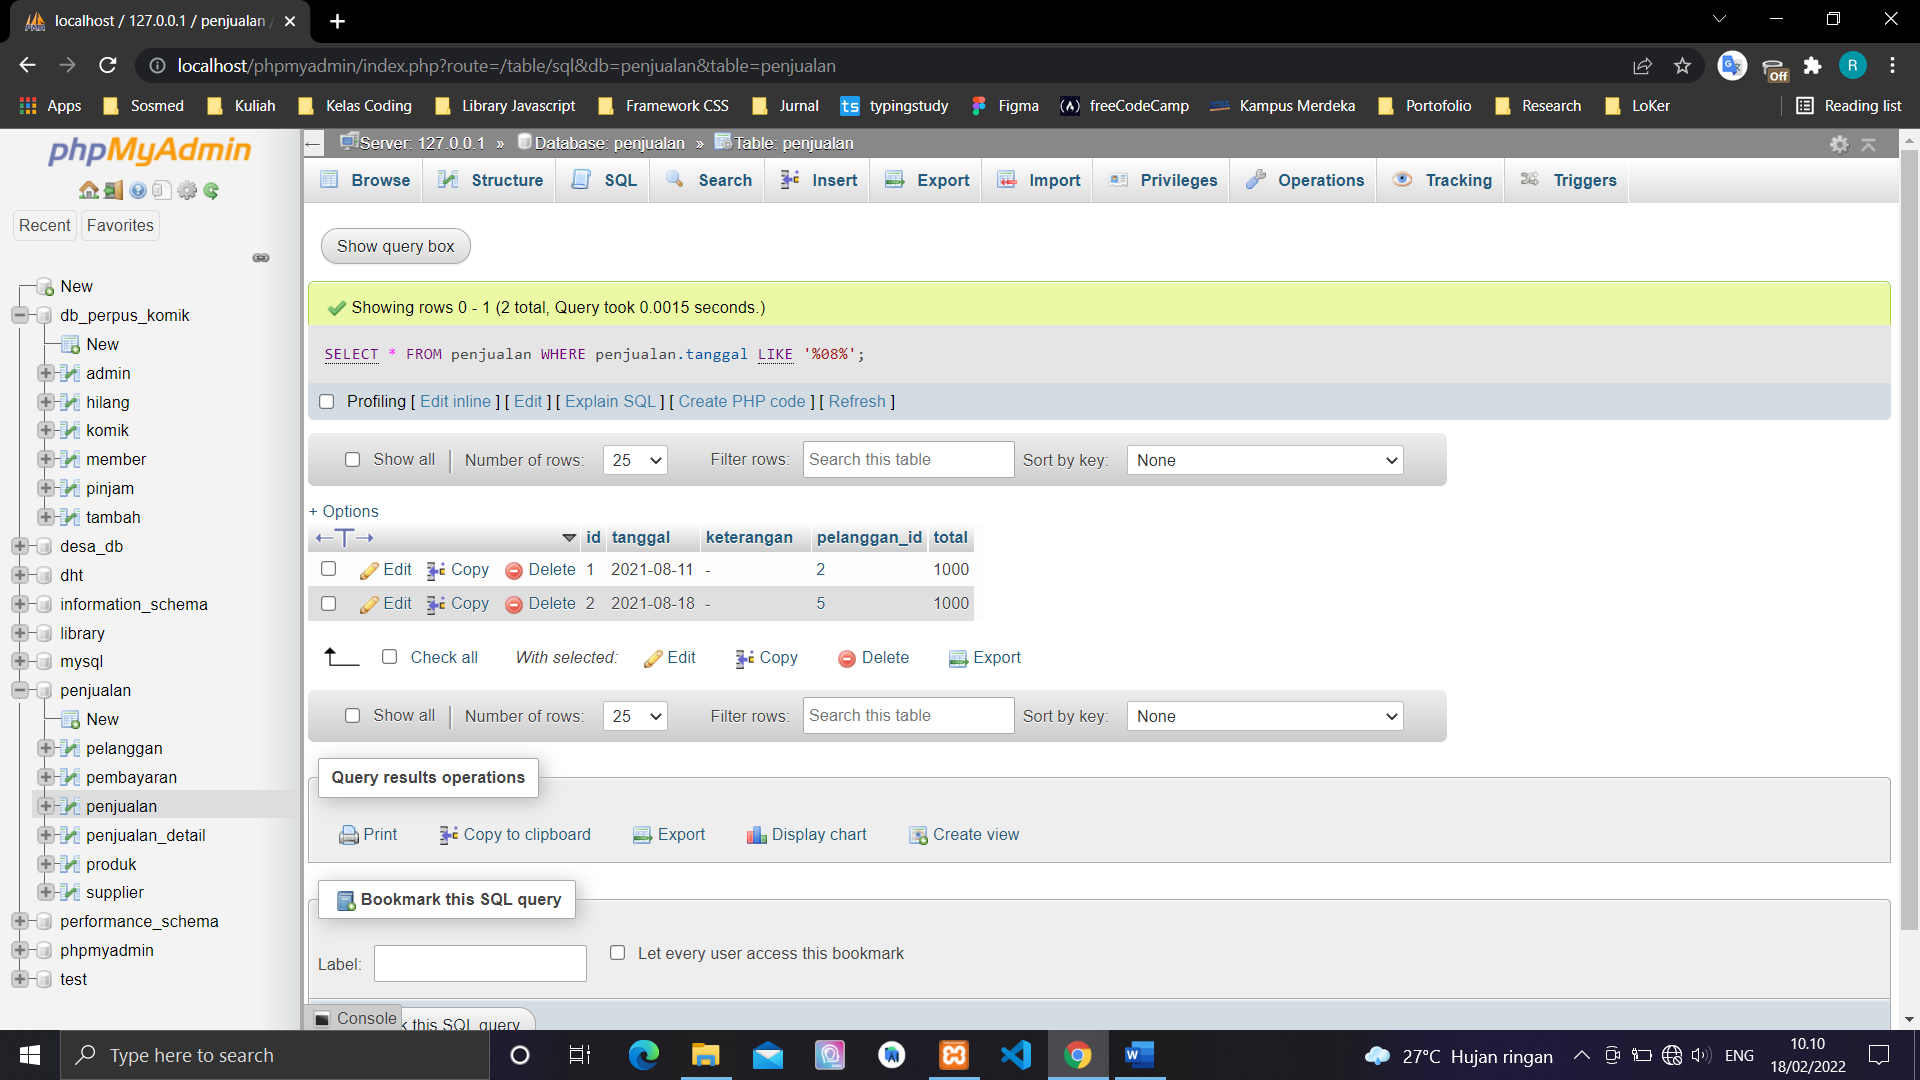 localhost / 127.0.0.1 / penjualan /
localhost/phpmyadmin/index.php?route=/table/sql&db=penjualan&table=penjualan
Off
R
Apps Sosmed Kuliah Kelas Coding Library Javascript Framework CSS Jurnal ts typingstudy Figma freeCodeCamp Kampus Merdeka Portofolio Research LoKer Reading list
phpMyAdmin
Server: 127.0.0.1 » Database: penjualan » Table: penjualan
Browse Structure SQL Search Insert Export Import Privileges Operations Tracking Triggers
Recent Favorites
New
db_perpus_komik
New
admin
hilang
komik
member
pinjam
tambah
desa_db
dht
information_schema
library
mysql
penjualan
New
pelanggan
pembayaran
penjualan
penjualan_detail
produk
supplier
performance_schema
phpmyadmin
test
Show query box
Showing rows 0 - 1 (2 total, Query took 0.0015 seconds.)
SELECT * FROM penjualan WHERE penjualan.tanggal LIKE '%08%';
Profiling [ Edit inline ] [ Edit ] [ Explain SQL ] [ Create PHP code ] [ Refresh ]
Show all | Number of rows: 25 Filter rows: Search this table Sort by key: None
+ Options
←T→ id tanggal keterangan pelanggan_id total
Edit Copy Delete 1 2021-08-11 - 2 1000
Edit Copy Delete 2 2021-08-18 - 5 1000
Check all With selected: Edit Copy Delete Export
Show all | Number of rows: 25 Filter rows: Search this table Sort by key: None
Query results operations
Print Copy to clipboard Export Display chart Create view
Bookmark this SQL query
Label: Let every user access this bookmark
Console k this SQL query
Type here to search
27°C Hujan ringan ENG
10.10
18/02/2022